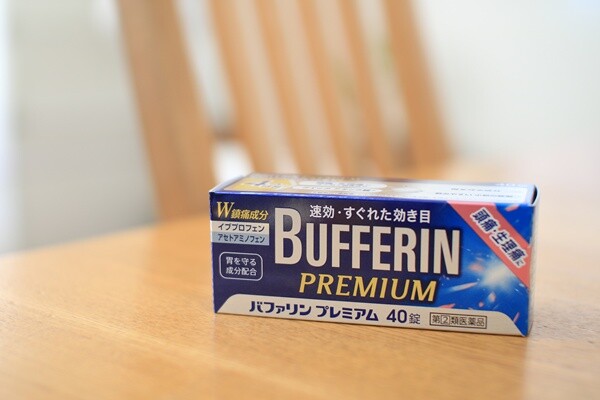 W鎮痛成分
イブプロフェン
アセトアミノフェン
胃を守る
成分配合
速効・すぐれた効き目
BUFFERIN
PREMIUM
頭痛・生理痛に
バファリン プレミアム 40錠
第②類医薬品